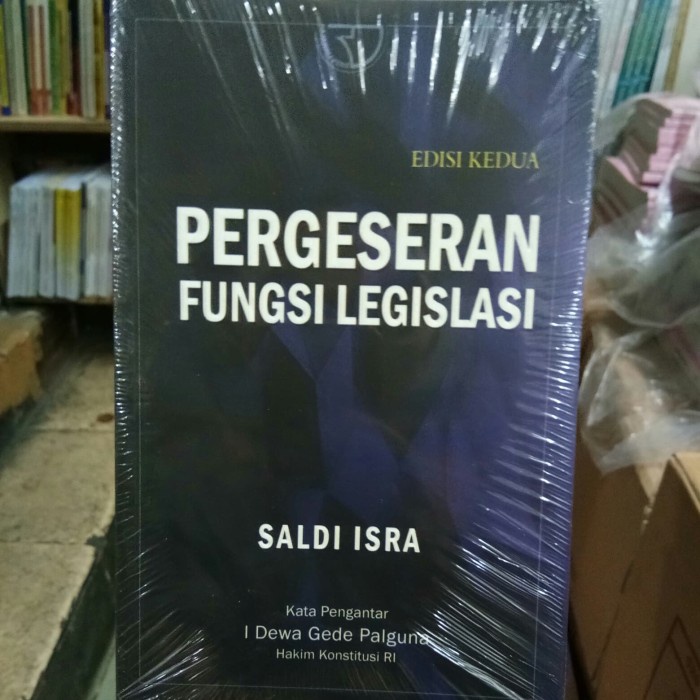 EDISI KEDUA
PERGESERAN
FUNGSI LEGISLASI
SALDI ISRA
Kata Pengantar
I Dewa Gede Palguna
Hakim Konstitusi RI